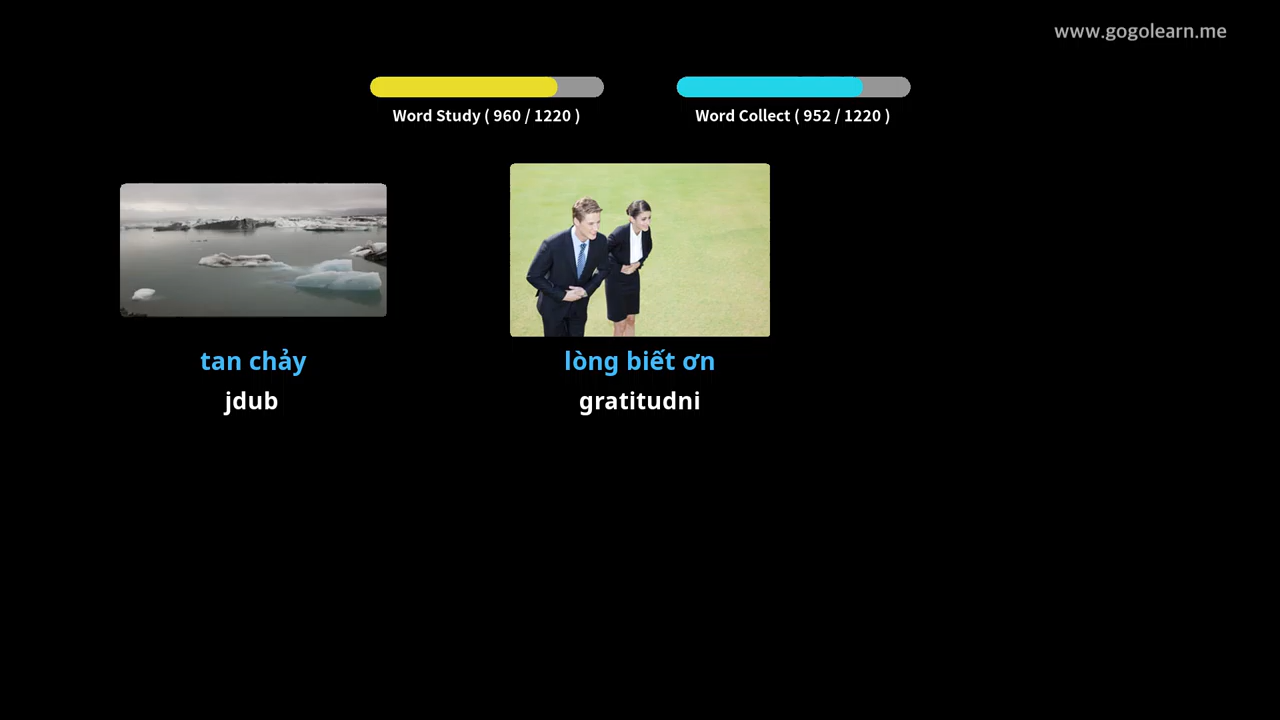 www.gogolearn.me
Word Study ( 960 / 1220 )
Word Collect ( 952 / 1220 )
tan chảy
jdub
lòng biết ơn
gratitudni